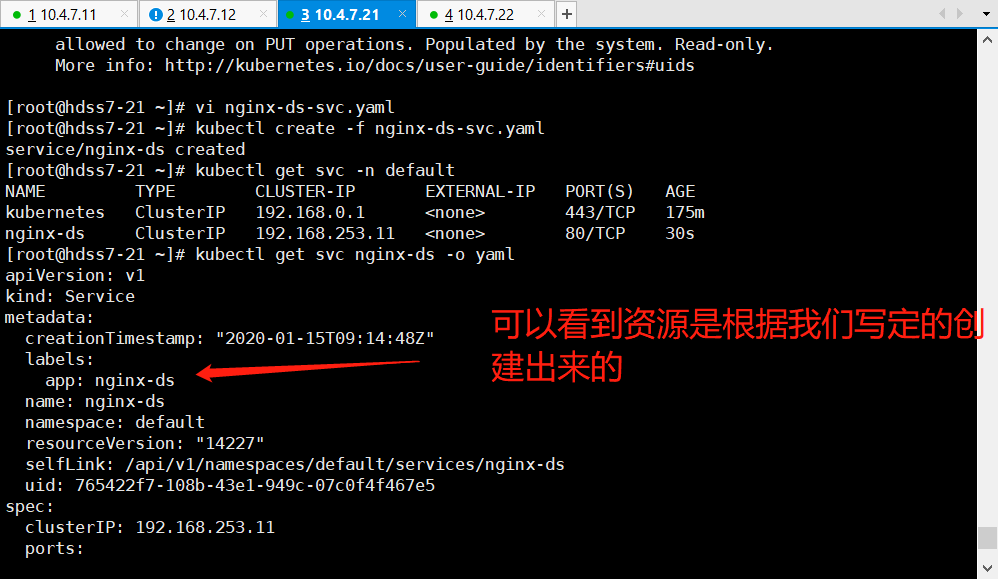 1 10.4.7.11
2 10.4.7.12
3 10.4.7.21
4 10.4.7.22
allowed to change on PUT operations. Populated by the system. Read-only.
More info: http://kubernetes.io/docs/user-guide/identifiers#uids
[root@hdss7-21 ~]# vi nginx-ds-svc.yaml
[root@hdss7-21 ~]# kubectl create -f nginx-ds-svc.yaml
service/nginx-ds created
[root@hdss7-21 ~]# kubectl get svc -n default
NAME TYPE CLUSTER-IP EXTERNAL-IP PORT(S) AGE
kubernetes ClusterIP 192.168.0.1 <none> 443/TCP 175m
nginx-ds ClusterIP 192.168.253.11 <none> 80/TCP 30s
[root@hdss7-21 ~]# kubectl get svc nginx-ds -o yaml
apiVersion: v1
kind: Service
metadata:
creationTimestamp: "2020-01-15T09:14:48Z"
labels:
app: nginx-ds
name: nginx-ds
namespace: default
resourceVersion: "14227"
selfLink: /api/v1/namespaces/default/services/nginx-ds
uid: 765422f7-108b-43e1-949c-07c0f4f467e5
spec:
clusterIP: 192.168.253.11
ports:
可以看到资源是根据我们写定的创
建出来的